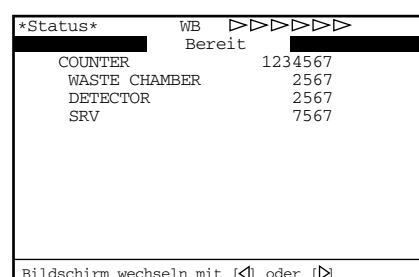 *Status* WB ▷▷▷▷▷▷
Bereit
COUNTER 1234567
WASTE CHAMBER 2567
DETECTOR 2567
SRV 7567
Bildschirm wechseln mit [◁] oder [▷]